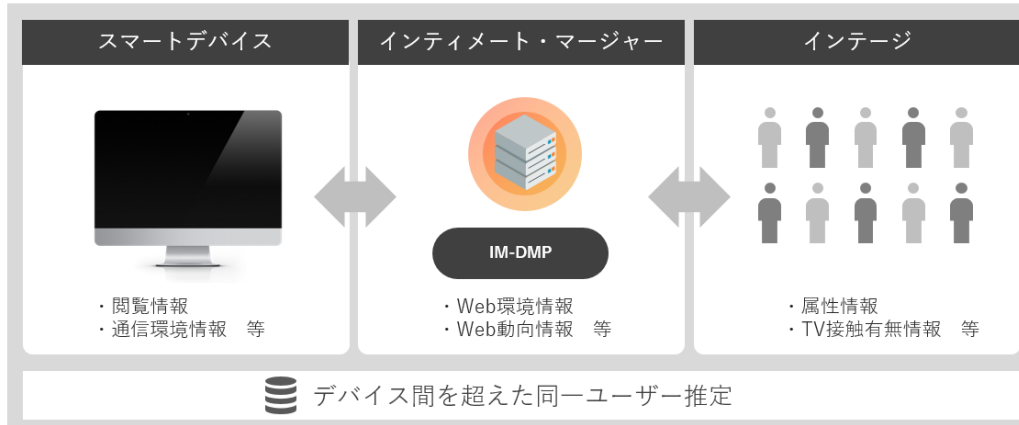 スマートデバイス
インティメート・マージャー
インテージ
IM-DMP
・閲覧情報
・通信環境情報　等
・Web環境情報
・Web動向情報　等
・属性情報
・TV接触有無情報　等
デバイス間を超えた同一ユーザー推定